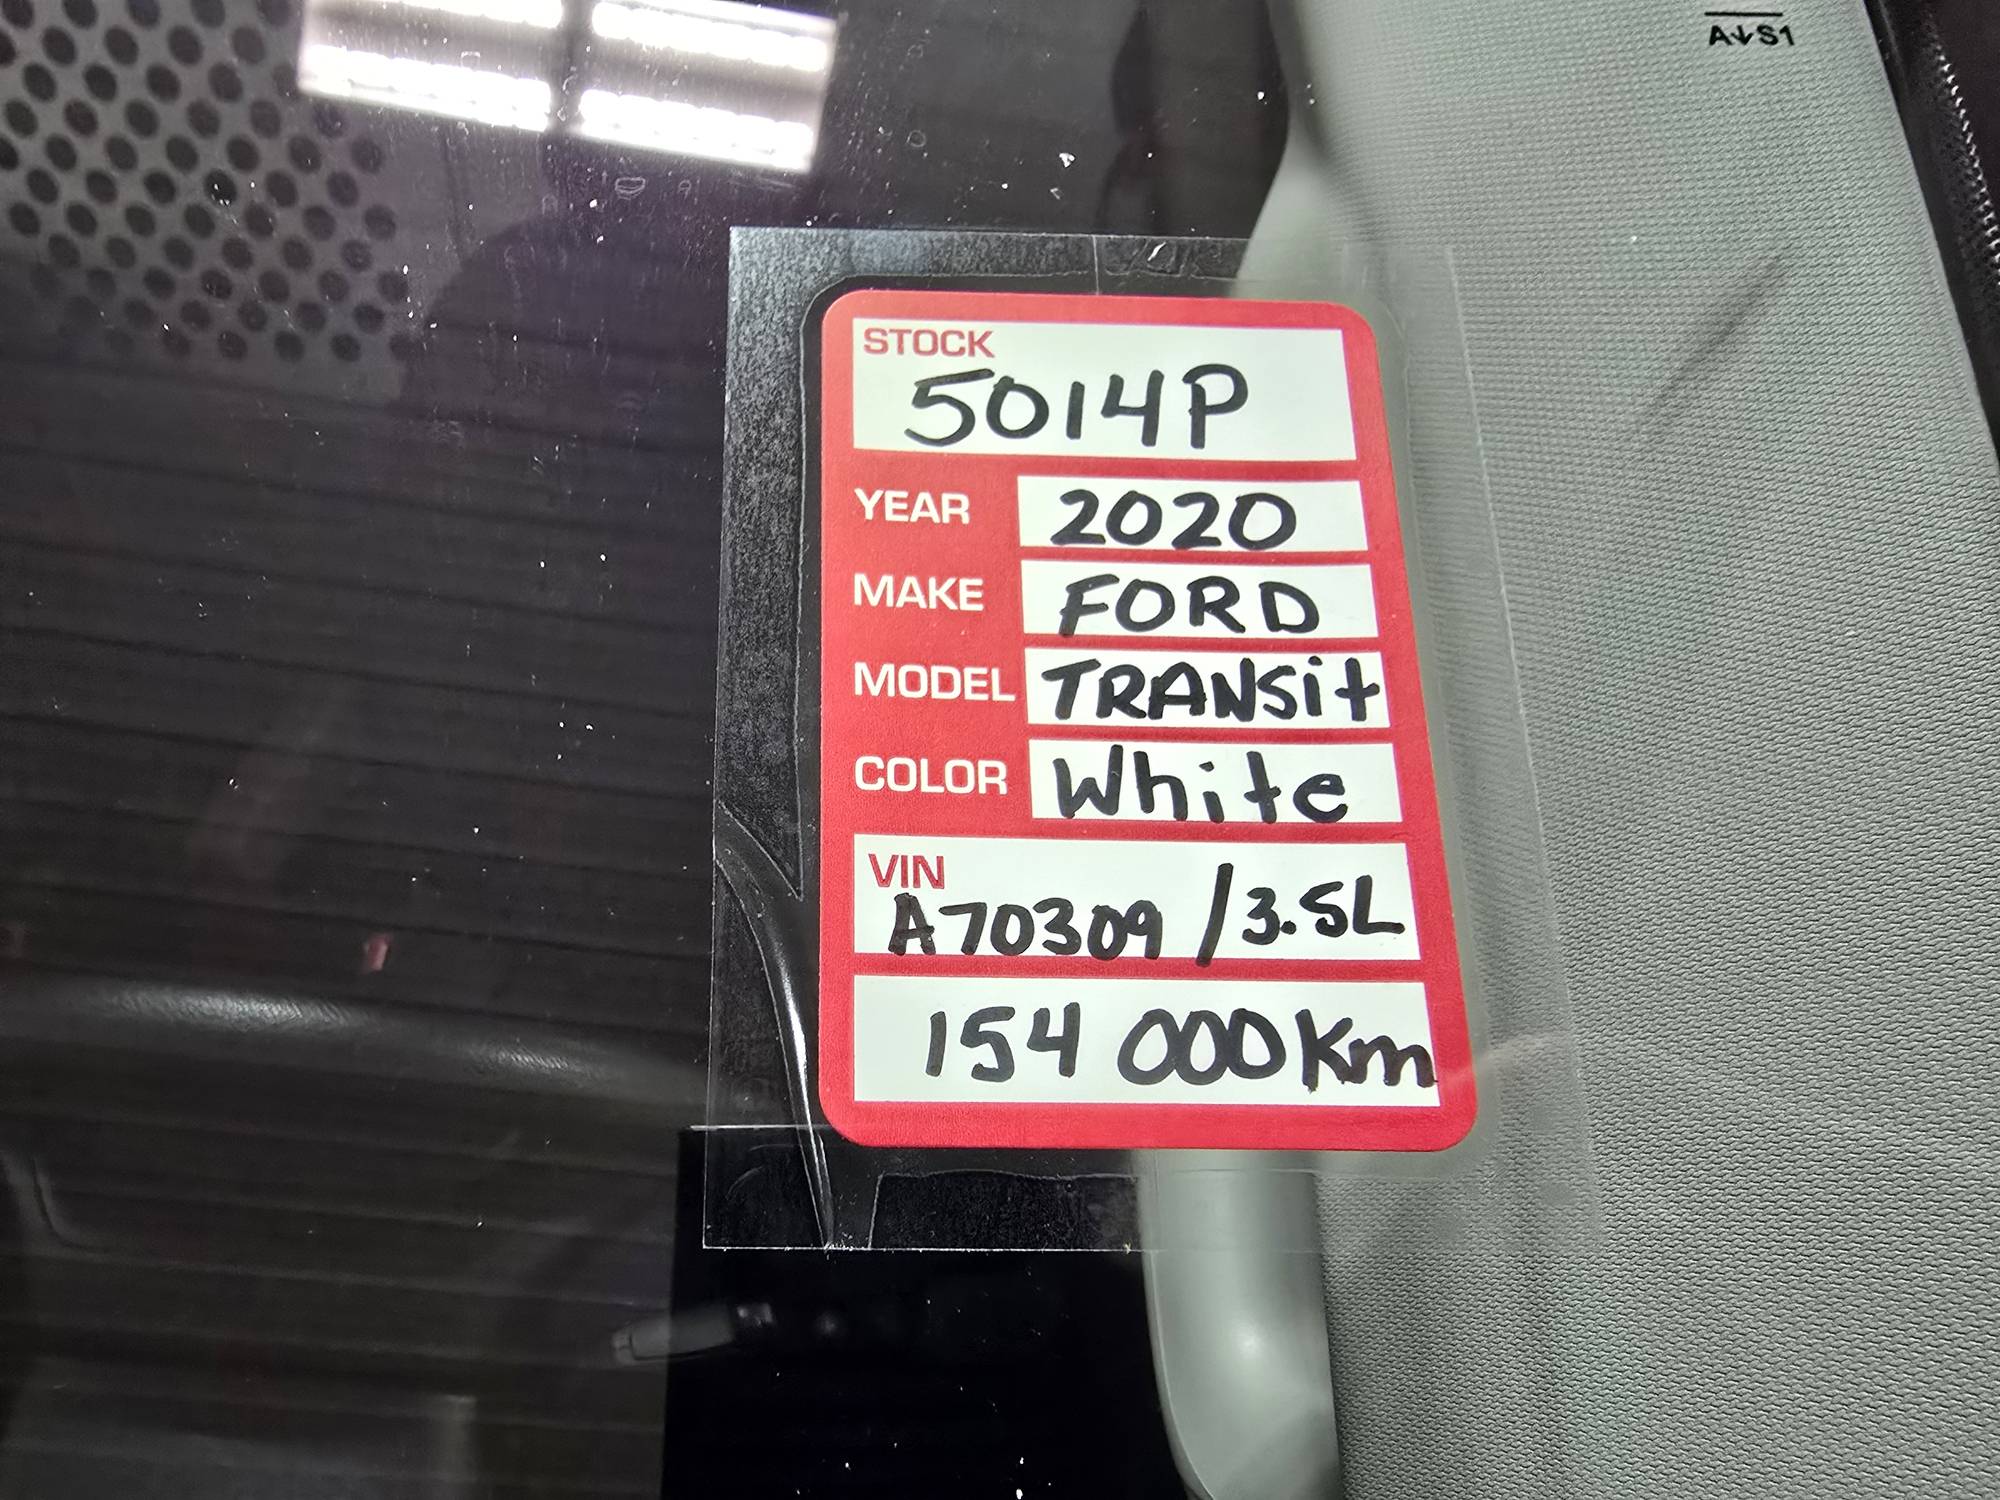 A↓S1
STOCK
5014P
YEAR 2020
MAKE FORD
MODEL TRANSit
COLOR White
VIN
A70309 / 3.5L
154 000 Km